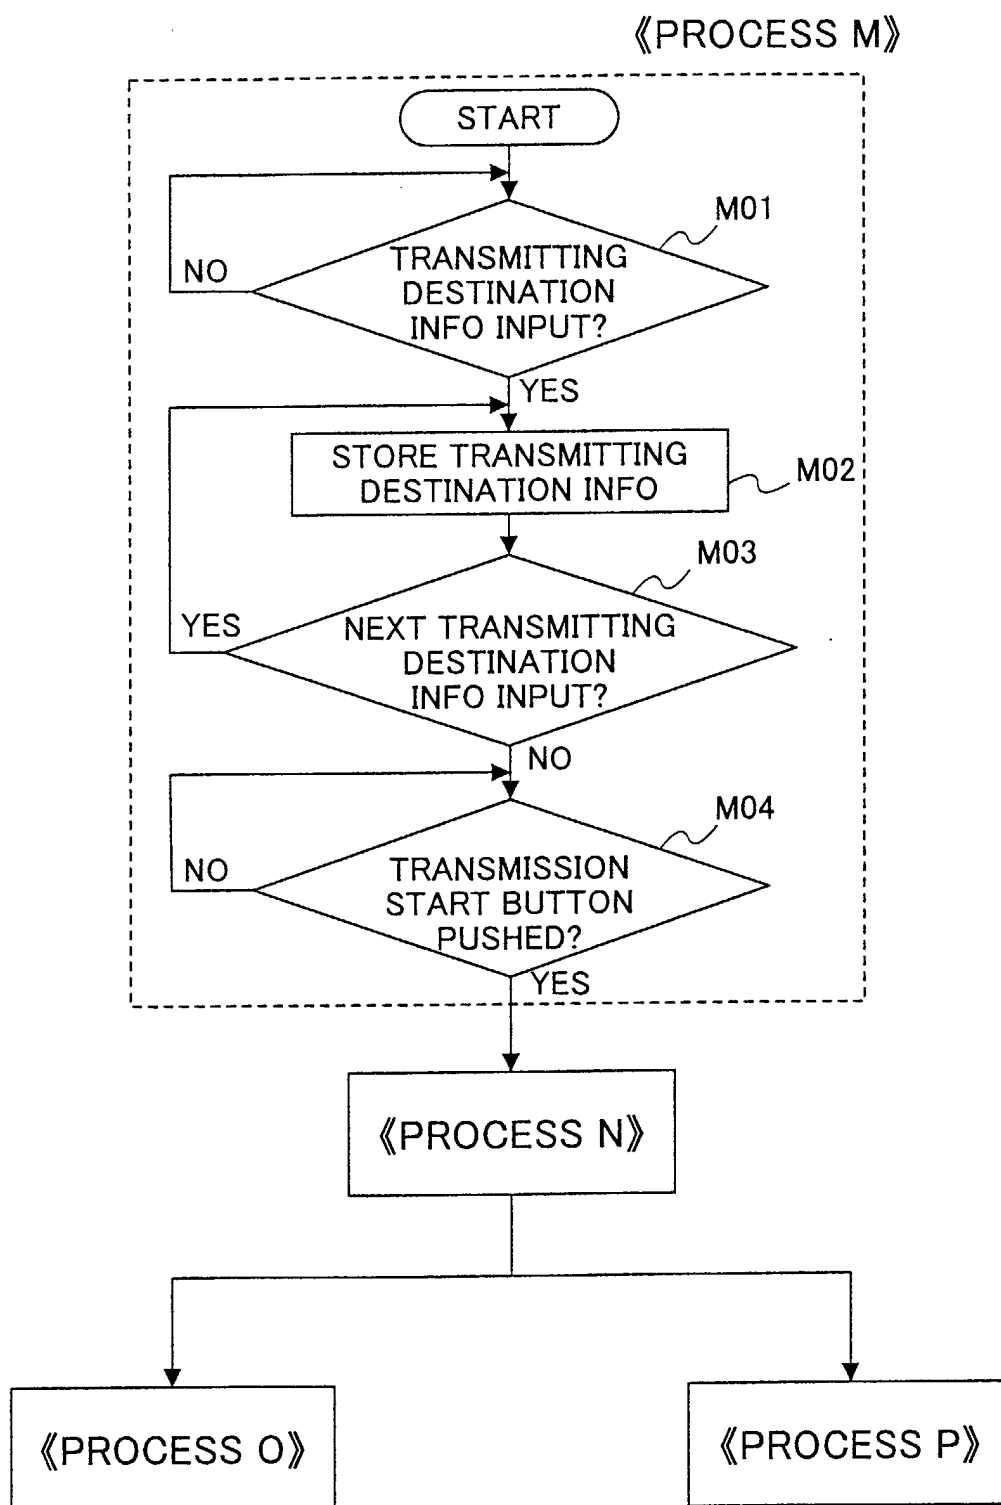 《PROCESS M》
START
M01
TRANSMITTING
DESTINATION
INFO INPUT?
NO
YES
STORE TRANSMITTING
DESTINATION INFO
M02
M03
YES
NEXT TRANSMITTING
DESTINATION
INFO INPUT?
NO
M04
NO
TRANSMISSION
START BUTTON
PUSHED?
YES
《PROCESS N》
《PROCESS O》
《PROCESS P》